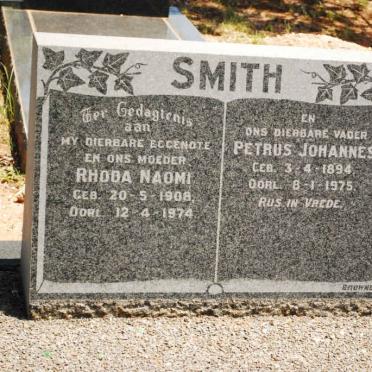 SMITH
Ter Gedagtenis
aan
MY DIERBARE EGGENOTE
EN ONS MOEDER
RHODA NAOMI
GEB. 20-5-1908.
OORL. 12-4-1974.
EN
ONS DIERBARE VADER
PETRUS JOHANNES
GEB. 3-4-1894
OORL. 8-1-1975.
RUS IN VREDE.